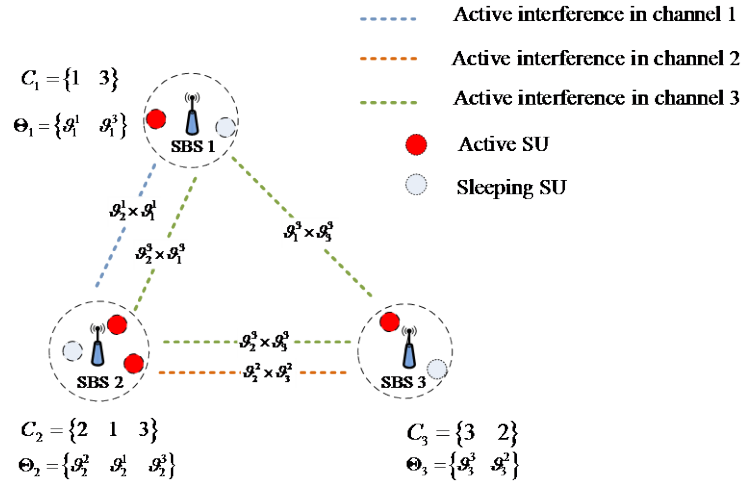 Active interference in channel 1
Active interference in channel 2
Active interference in channel 3
Active SU
Sleeping SU
C₁ = {1 3}
Θ₁ = {ϑ₁¹ ϑ₁³}
SBS 1
ϑ₂¹ × ϑ₁¹
ϑ₂³ × ϑ₁³
ϑ₁³ × ϑ₃³
ϑ₂³ × ϑ₃³
ϑ₂² × ϑ₃²
SBS 2
SBS 3
C₂ = {2 1 3}
Θ₂ = {ϑ₂² ϑ₂¹ ϑ₂³}
C₃ = {3 2}
Θ₃ = {ϑ₃³ ϑ₃²}